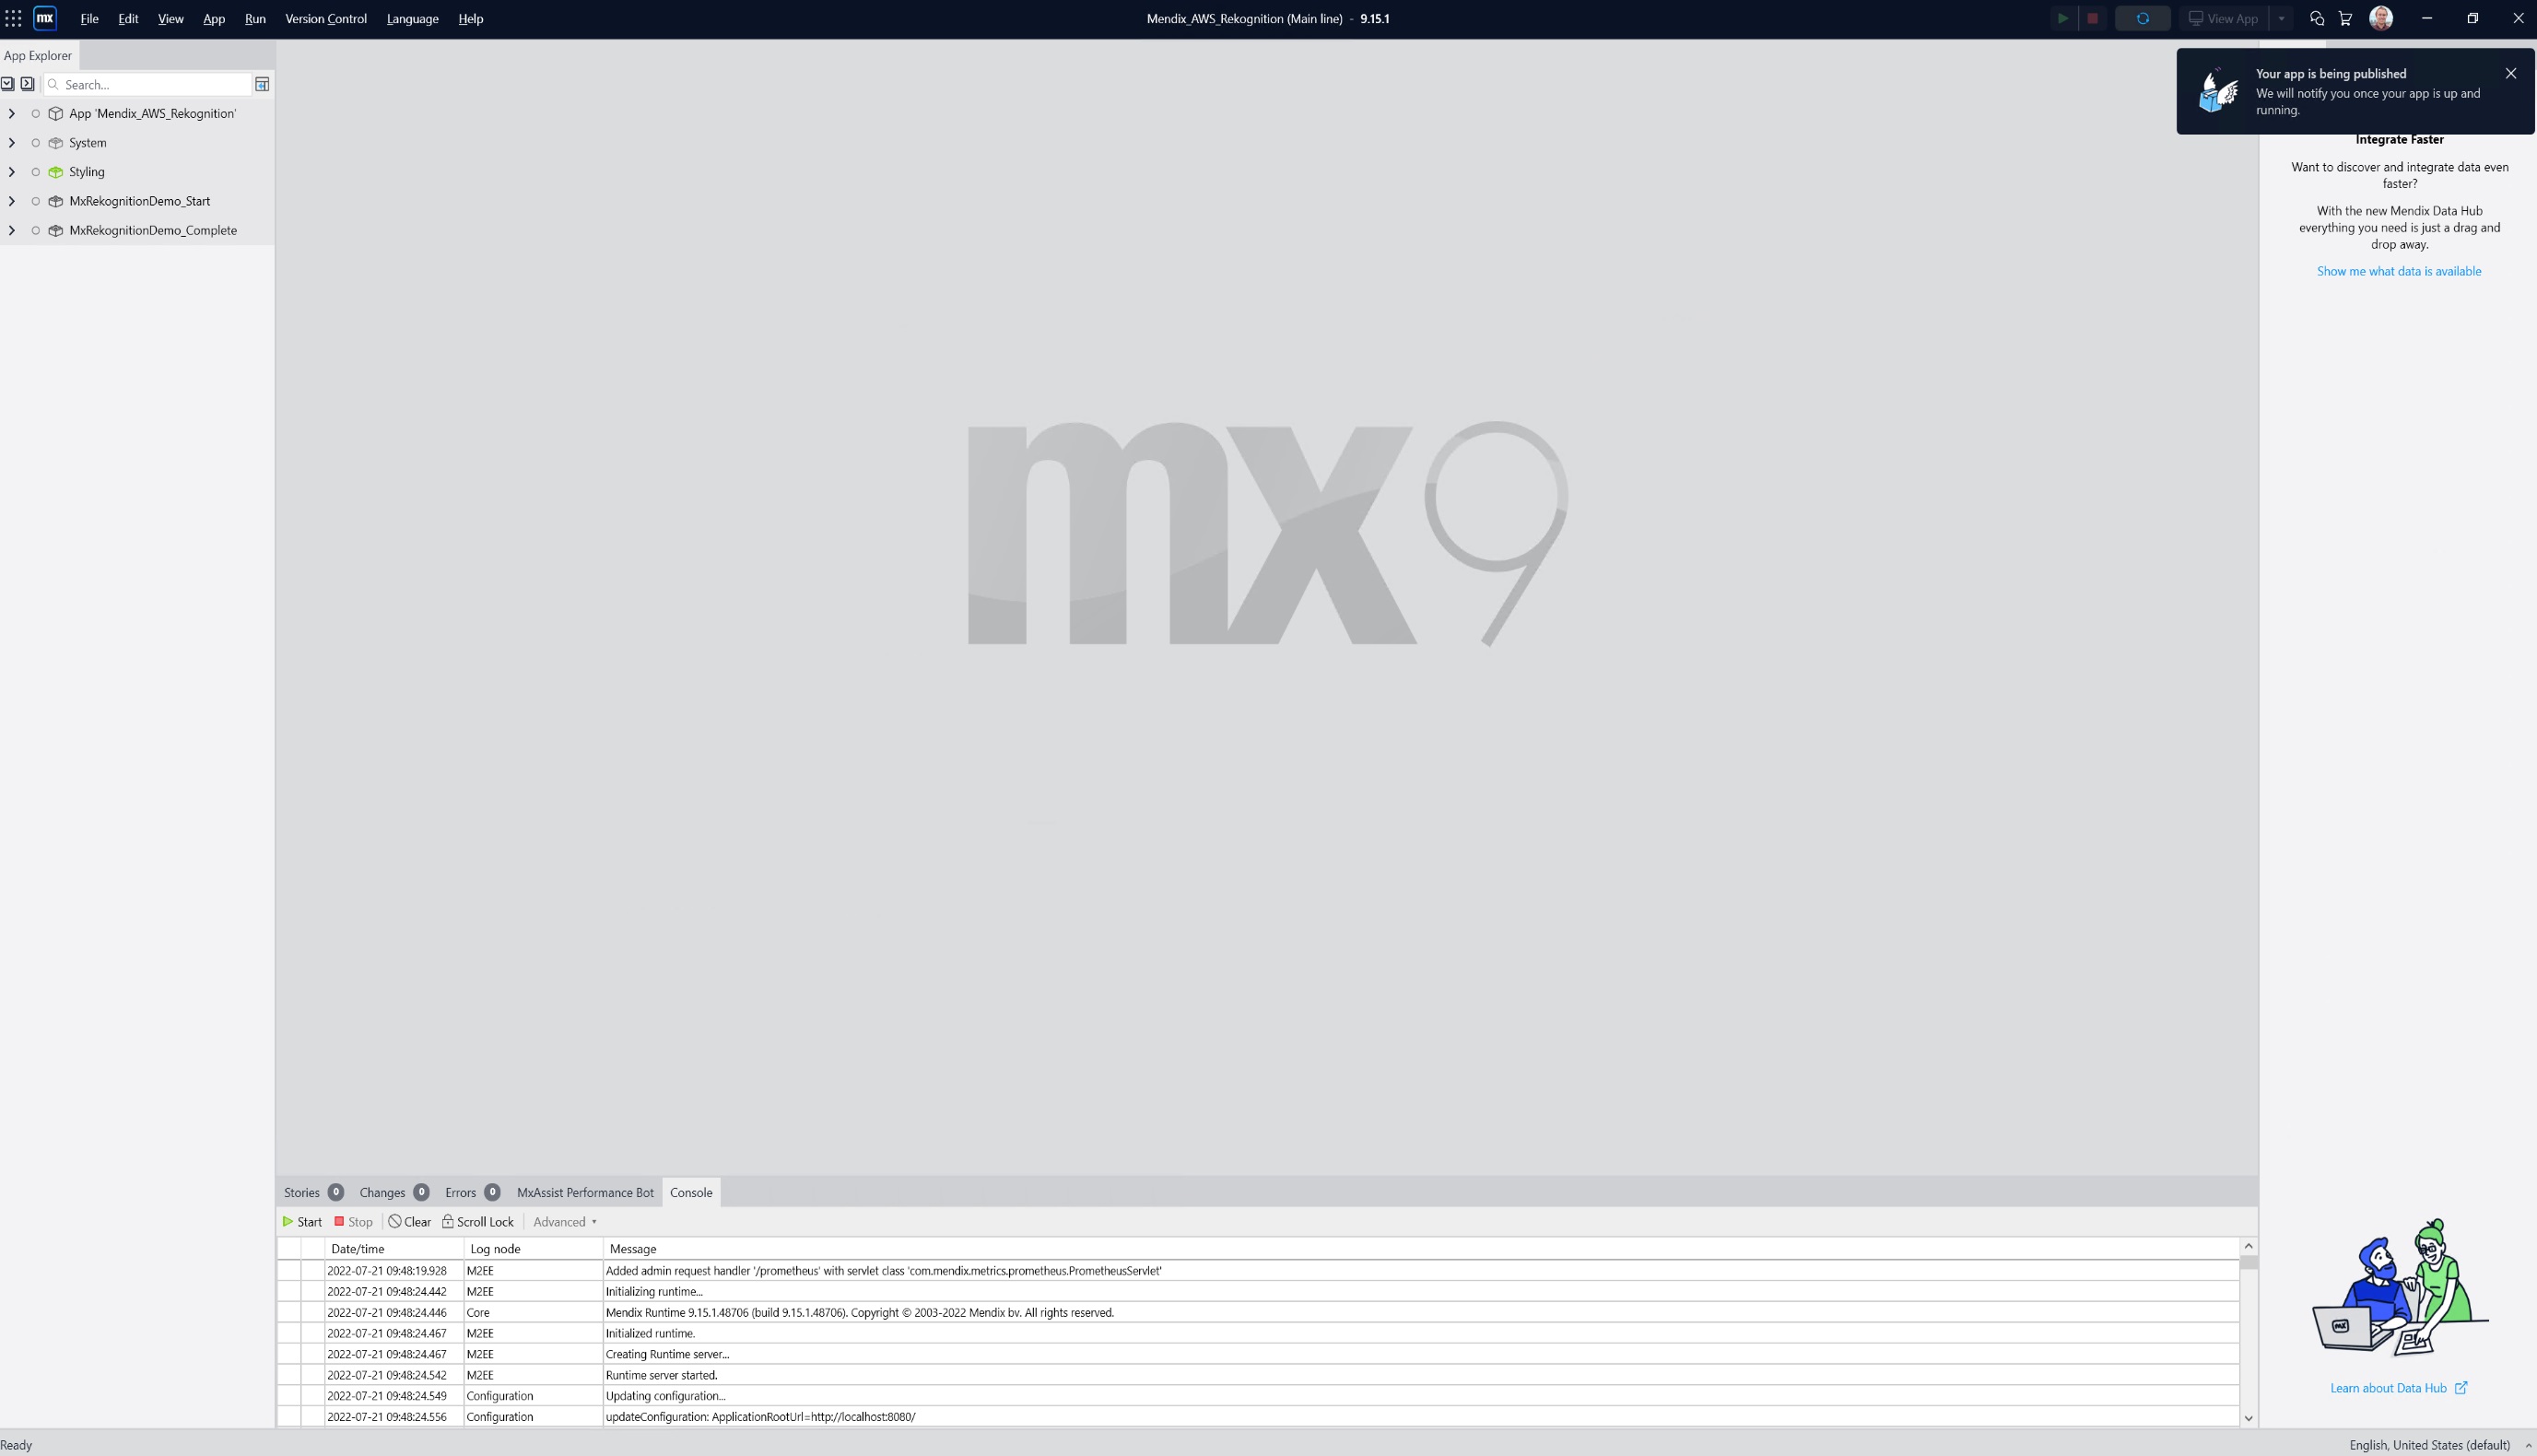 mx File Edit View App Run Version Control Language Help Mendix_AWS_Rekognition (Main line) - 9.15.1 View App
App Explorer
Search...
App 'Mendix_AWS_Rekognition'
System
Styling
MxRekognitionDemo_Start
MxRekognitionDemo_Complete
mx9
Your app is being published
We will notify you once your app is up and
running.
Integrate Faster
Want to discover and integrate data even
faster?
With the new Mendix Data Hub
everything you need is just a drag and
drop away.
Show me what data is available
Stories 0 Changes 0 Errors 0 MxAssist Performance Bot Console
Start Stop Clear Scroll Lock Advanced
Date/time Log node Message
2022-07-21 09:48:19.928 M2EE Added admin request handler '/prometheus' with servlet class 'com.mendix.metrics.prometheus.PrometheusServlet'
2022-07-21 09:48:24.442 M2EE Initializing runtime...
2022-07-21 09:48:24.446 Core Mendix Runtime 9.15.1.48706 (build 9.15.1.48706). Copyright © 2003-2022 Mendix bv. All rights reserved.
2022-07-21 09:48:24.467 M2EE Initialized runtime.
2022-07-21 09:48:24.467 M2EE Creating Runtime server...
2022-07-21 09:48:24.542 M2EE Runtime server started.
2022-07-21 09:48:24.549 Configuration Updating configuration...
2022-07-21 09:48:24.556 Configuration updateConfiguration: ApplicationRootUrl=http://localhost:8080/
mx
Learn about Data Hub
Ready English, United States (default)